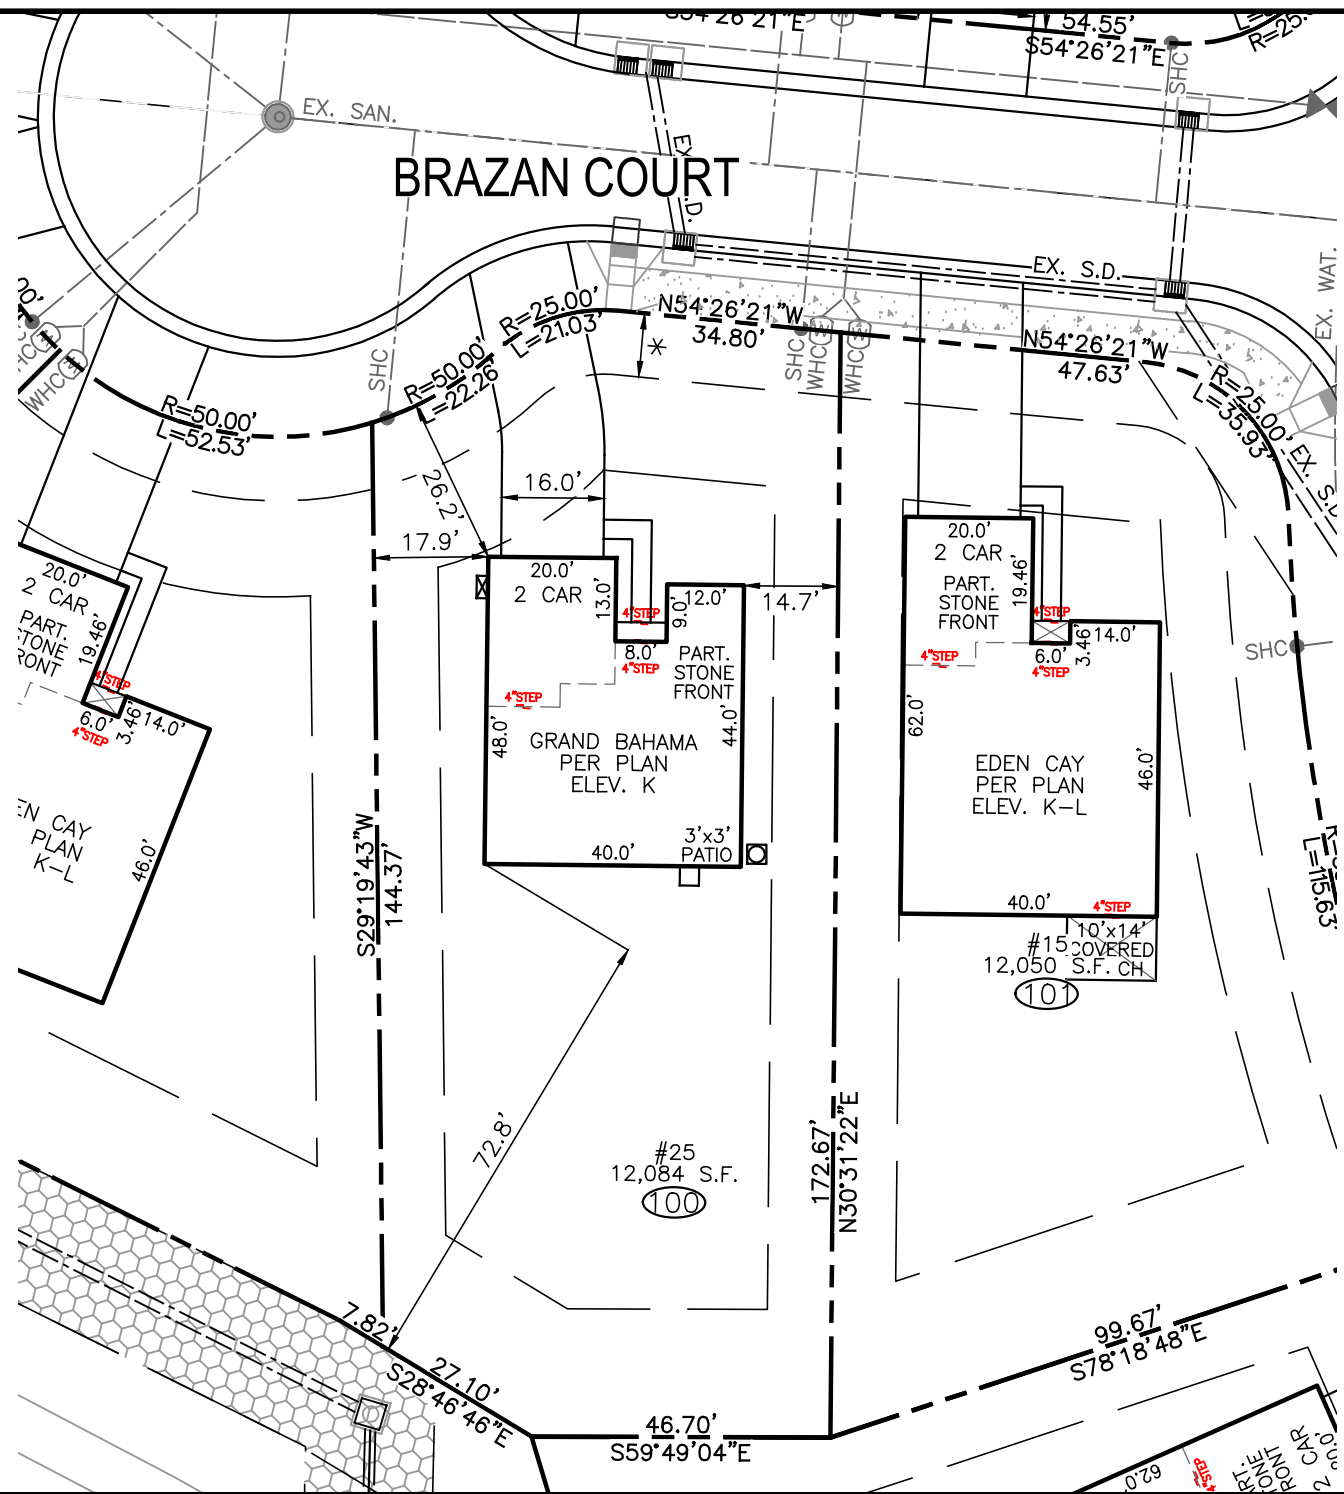 S54°26'21"E
54.55'
S54°26'21"E
R=25.
SHC
EX. SAN.
BRAZAN COURT
EX. S.D.
EX. WAT.
N54°26'21"W
34.80'
N54°26'21"W
47.63'
R=25.00'
L=21.03'
R=50.00'
L=22.26'
R=50.00'
L=52.53'
R=25.00'
L=35.93'
EX. S.D.
SHC
SHC
WHC
WHC
WHC
SHC
26.2'
16.0'
17.9'
14.7'
20.0'
2 CAR
13.0'
4"STEP
8.0'
4"STEP
9.0'
12.0'
PART.
STONE
FRONT
4"STEP
48.0'
44.0'
GRAND BAHAMA
PER PLAN
ELEV. K
3'x3'
PATIO
40.0'
20.0'
2 CAR
PART.
STONE
FRONT
19.46'
4"STEP
6.0'
4"STEP
3.46'
14.0'
4"STEP
62.0'
46.0'
EDEN CAY
PER PLAN
ELEV. K-L
40.0'
4"STEP
10'x14'
COVERED
#15
12,050 S.F. CH
101
20.0'
2 CAR
PART.
TONE
RONT
19.46'
4"STEP
6.0'
4"STEP
3.46'
14.0'
EN CAY
PLAN
K-L
46.0'
S29°19'43"W
144.37'
72.8'
#25
12,084 S.F.
100
172.67'
N30°31'22"E
L=115.63'
7.82'
27.10'
S28°46'46"E
46.70'
S59°49'04"E
99.67'
S78°18'48"E
62.0'
4"STEP
2 CAR